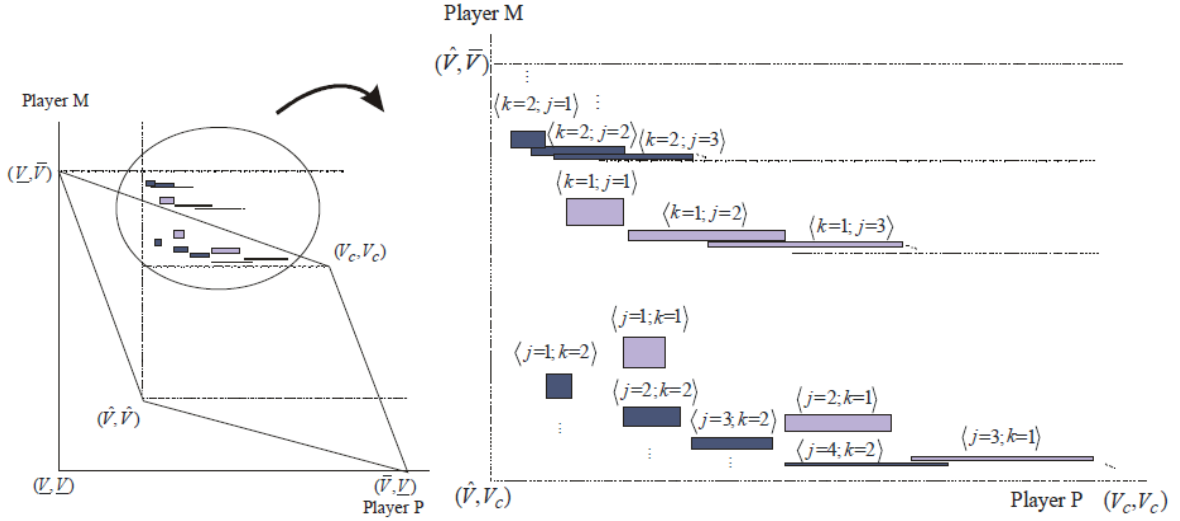 Player M
(V̲,V̅)
(V_c,V_c)
(V̂,V̂)
(V̲,V̲)
(V̅,V̲)
Player P
Player M
(V̂,V̅)
⟨k=2; j=1⟩
⟨k=2; j=2⟩
⟨k=2; j=3⟩
⟨k=1; j=1⟩
⟨k=1; j=2⟩
⟨k=1; j=3⟩
⟨j=1; k=1⟩
⟨j=1; k=2⟩
⟨j=2; k=2⟩
⟨j=2; k=1⟩
⟨j=3; k=2⟩
⟨j=4; k=2⟩
⟨j=3; k=1⟩
(V̂,V_c)
Player P
(V_c,V_c)